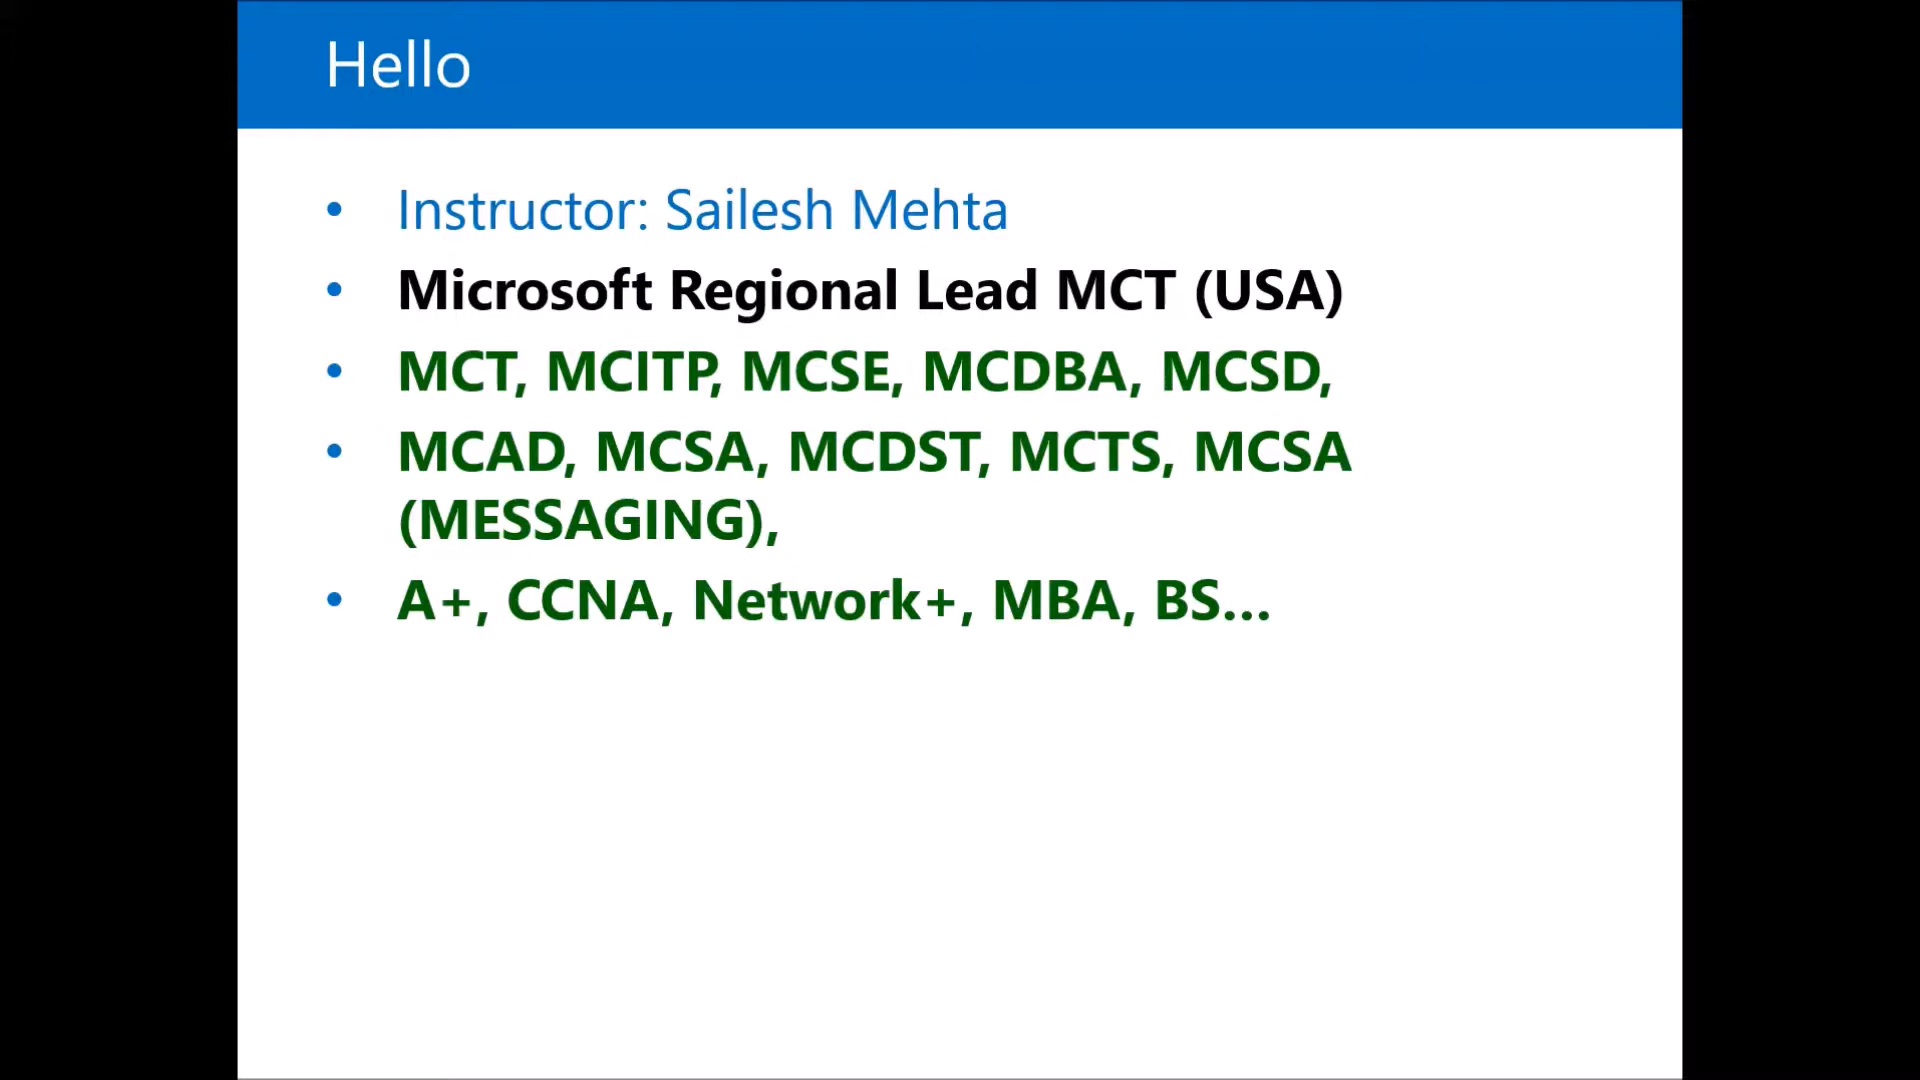 Hello
• Instructor: Sailesh Mehta
• Microsoft Regional Lead MCT (USA)
• MCT, MCITP, MCSE, MCDBA, MCSD,
• MCAD, MCSA, MCDST, MCTS, MCSA
(MESSAGING),
• A+, CCNA, Network+, MBA, BS...